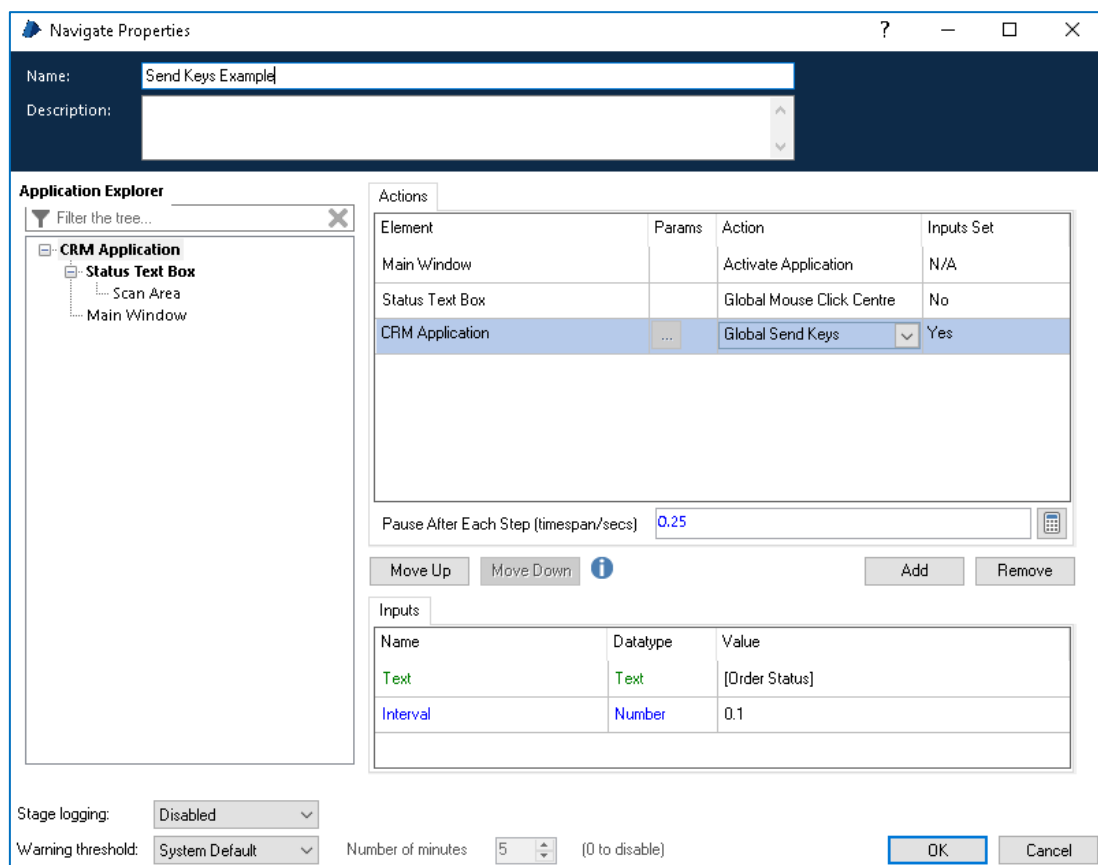 Navigate Properties ?
Name: Send Keys Example
Description:
Application Explorer
Filter the tree...
CRM Application
Status Text Box
Scan Area
Main Window
Actions
Element Params Action Inputs Set
Main Window Activate Application N/A
Status Text Box Global Mouse Click Centre No
CRM Application ... Global Send Keys Yes
Pause After Each Step (timespan/secs) 0.25
Move Up Move Down i Add Remove
Inputs
Name Datatype Value
Text Text [Order Status]
Interval Number 0.1
Stage logging: Disabled
Warning threshold: System Default Number of minutes 5 (0 to disable) OK Cancel